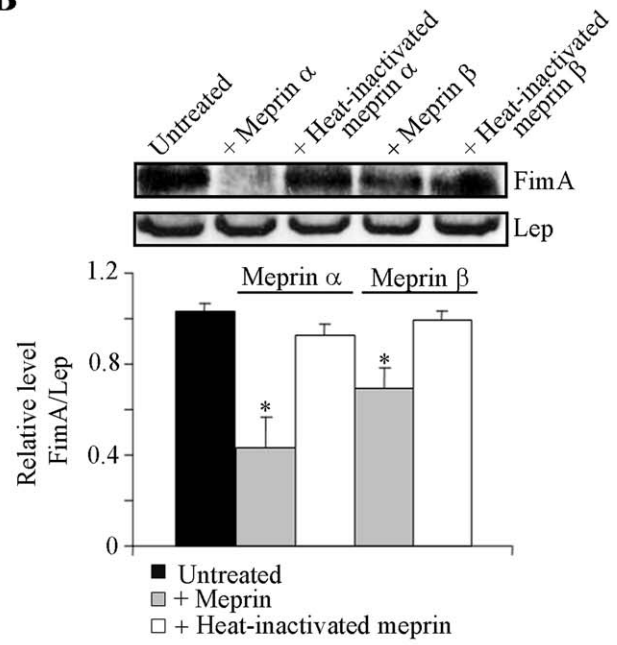 B
Untreated
+ Meprin α
+ Heat-inactivated
meprin α
+ Meprin β
+ Heat-inactivated
meprin β
FimA
Lep
1.2
Meprin α
Meprin β
0.8
*
*
Relative level
FimA/Lep
0.4
0
Untreated
+ Meprin
+ Heat-inactivated meprin